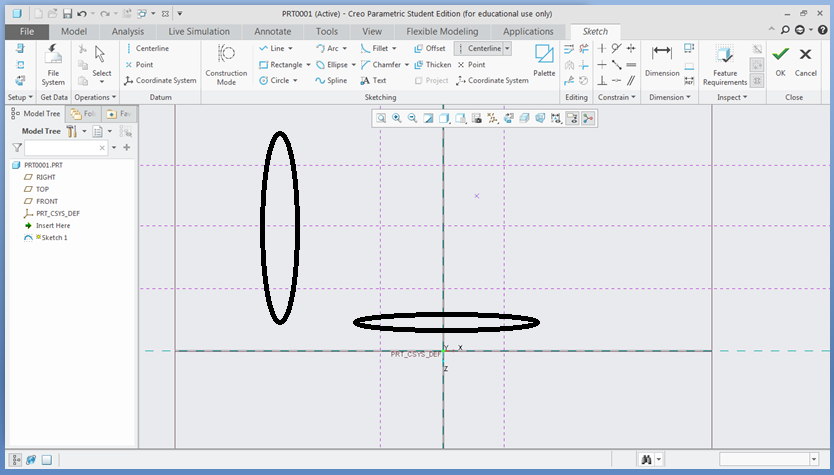 PRT0001 (Active) - Creo Parametric Student Edition (for educational use only)
File Model Analysis Live Simulation Annotate Tools View Flexible Modeling Applications Sketch
Centerline Line Arc Fillet Offset Centerline
Point Rectangle Ellipse Chamfer Thicken Point
Coordinate System Circle Spline Text Project Coordinate System
File System
Select
Construction Mode
Palette
Dimension
Feature Requirements
OK
Cancel
Setup Get Data Operations Datum Sketching Editing Constrain Dimension Inspect Close
Model Tree Fol Fav
Model Tree
PRT0001.PRT
RIGHT
TOP
FRONT
PRT_CSYS_DEF
Insert Here
Sketch 1
Y X
PRT_CSYS_DEF
Z